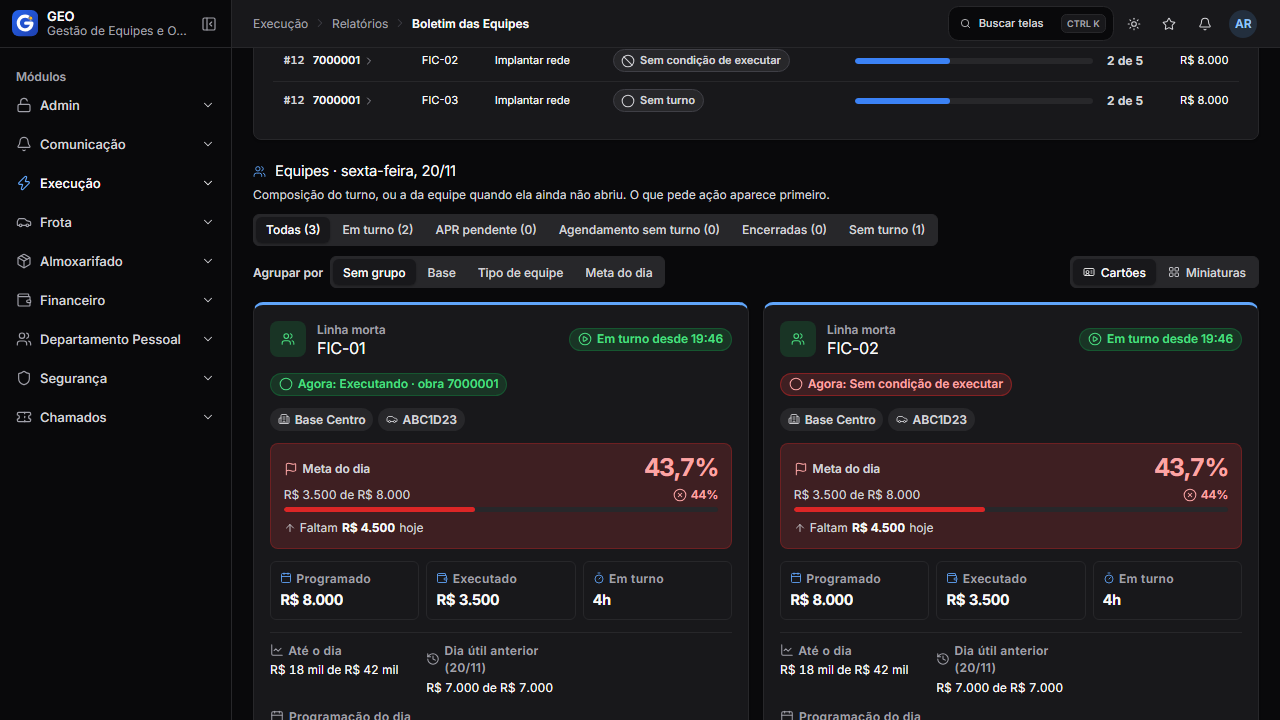 GEO
Gestão de Equipes e O...
Execução
Relatórios
Boletim das Equipes
Buscar telas
CTRL K
AR
Módulos
Admin
Comunicação
Execução
Frota
Almoxarifado
Financeiro
Departamento Pessoal
Segurança
Chamados
#12 7000001 FIC-02 Implantar rede Sem condição de executar 2 de 5 R$ 8.000
#12 7000001 FIC-03 Implantar rede Sem turno 2 de 5 R$ 8.000
Equipes · sexta-feira, 20/11
Composição do turno, ou a da equipe quando ela ainda não abriu. O que pede ação aparece primeiro.
Todas (3) Em turno (2) APR pendente (0) Agendamento sem turno (0) Encerradas (0) Sem turno (1)
Agrupar por Sem grupo Base Tipo de equipe Meta do dia Cartões Miniaturas
Linha morta
FIC-01
Em turno desde 19:46
Agora: Executando · obra 7000001
Base Centro ABC1D23
Meta do dia 43,7%
R$ 3.500 de R$ 8.000 44%
Faltam R$ 4.500 hoje
Programado Executado Em turno
R$ 8.000 R$ 3.500 4h
Até o dia
R$ 18 mil de R$ 42 mil
Dia útil anterior
(20/11)
R$ 7.000 de R$ 7.000
Programação do dia
Linha morta
FIC-02
Em turno desde 19:46
Agora: Sem condição de executar
Base Centro ABC1D23
Meta do dia 43,7%
R$ 3.500 de R$ 8.000 44%
Faltam R$ 4.500 hoje
Programado Executado Em turno
R$ 8.000 R$ 3.500 4h
Até o dia
R$ 18 mil de R$ 42 mil
Dia útil anterior
(20/11)
R$ 7.000 de R$ 7.000
Programação do dia